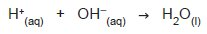 H⁺(aq) + OH⁻(aq) → H₂O(l)